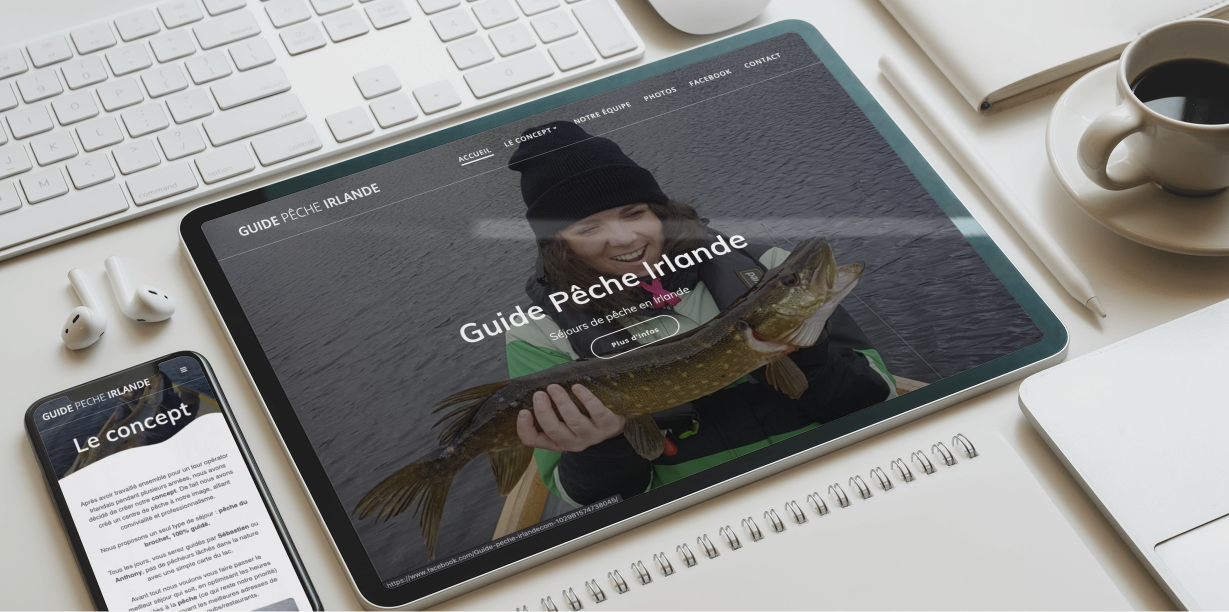 GUIDE PÊCHE IRLANDE
ACCUEIL
LE CONCEPT
NOTRE ÉQUIPE
PHOTOS
FACEBOOK
CONTACT
Guide Pêche Irlande
Séjours de pêche en Irlande
Plus d'infos
https://www.facebook.com/Guide-peche-irlandecom-102981574738045/
GUIDE PECHE IRLANDE
Le concept
Après avoir travaillé ensemble pour un tour opérator
Irlandais pendant plusieurs années, nous avons
décidé de créer notre concept. De fait nous avons
créé un centre de pêche à notre image, alliant
convivialité et professionnalisme.
Nous proposons un seul type de séjour : pêche du
brochet, 100% guidé.
Tous les jours, vous serez guidés par Sébastien ou
Anthony, pas de pêcheurs lâchés dans la nature
avec une simple carte du lac.
Avant tout nous voulons vous faire passer le
meilleur séjour qui soit, en optimisant les heures
à la pêche (ce qui reste notre priorité)
les meilleures adresses de
pubs/restaurants.
command
option